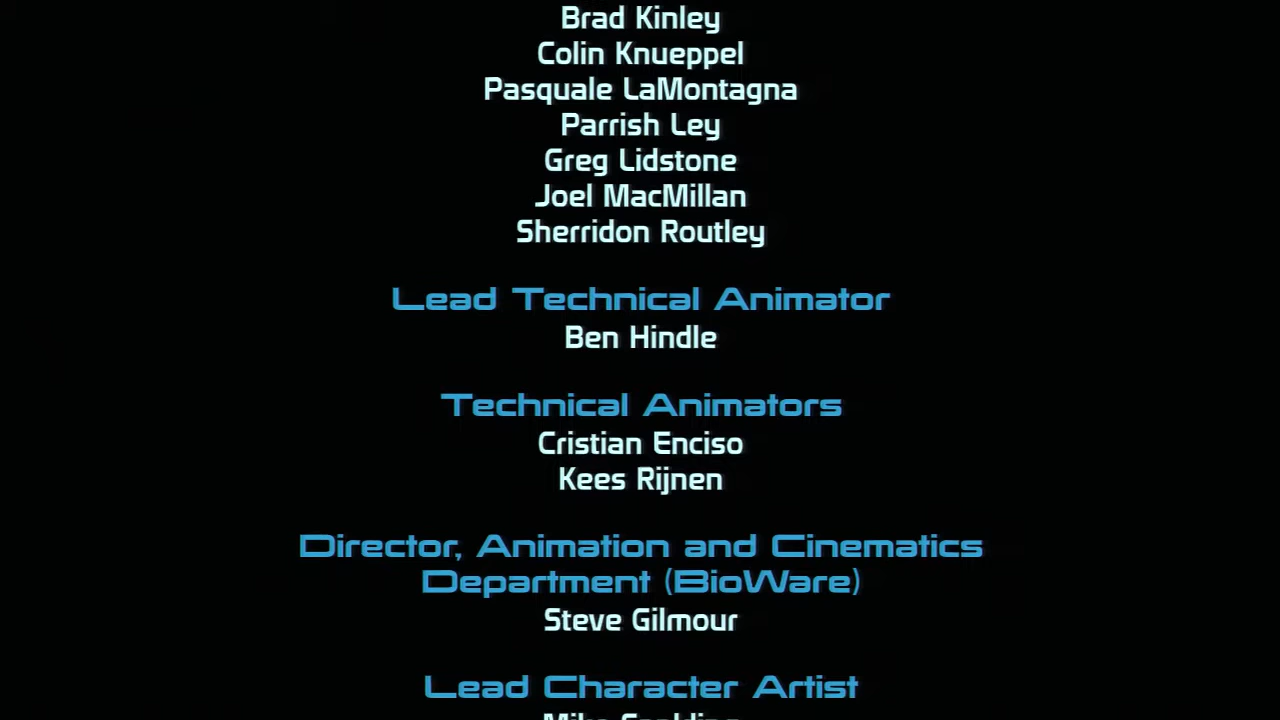 Brad Kinley
Colin Knueppel
Pasquale LaMontagna
Parrish Ley
Greg Lidstone
Joel MacMillan
Sherridon Routley
Lead Technical Animator
Ben Hindle
Technical Animators
Cristian Enciso
Kees Rijnen
Director, Animation and Cinematics
Department (BioWare)
Steve Gilmour
Lead Character Artist
Mike